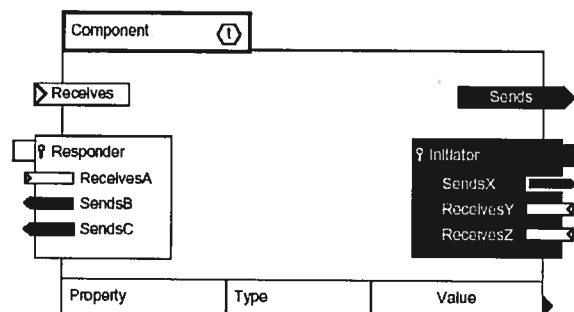 Component
t
Receives
Sends
Responder
ReceivesA
SendsB
SendsC
Initiator
SendsX
ReceivesY
ReceivesZ
Property Type Value